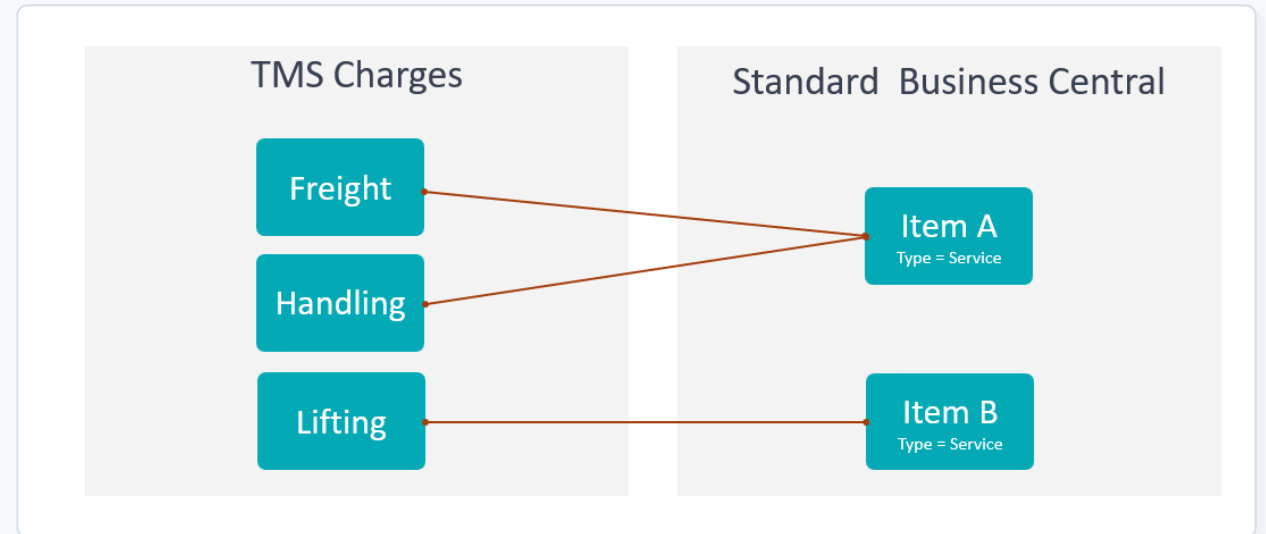 TMS Charges
Freight
Handling
Lifting
Standard  Business Central
Item A
Type = Service
Item B
Type = Service